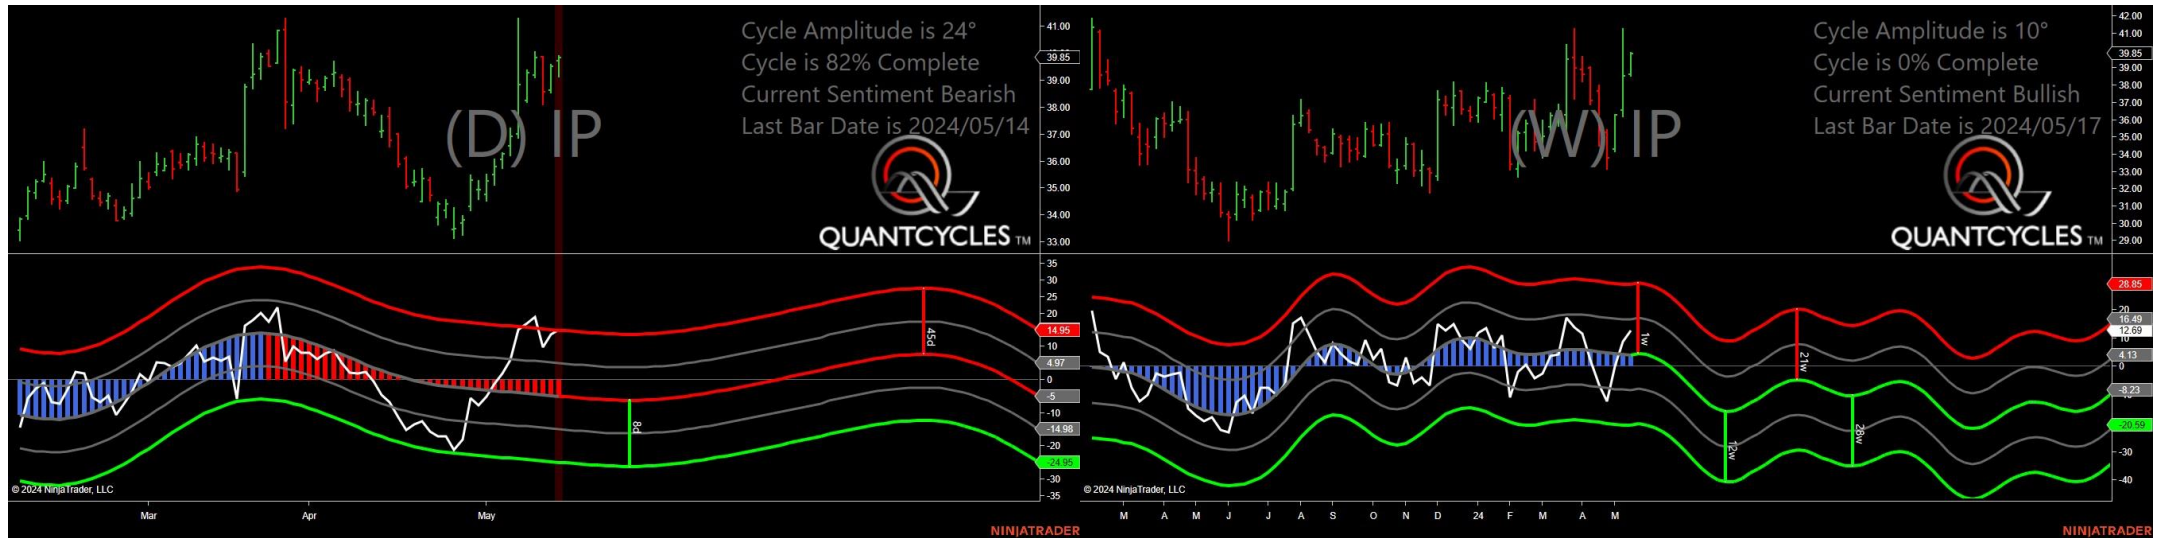 Cycle Amplitude is 24°
Cycle is 82% Complete
Current Sentiment Bearish
Last Bar Date is 2024/05/14
(D) IP
QUANTCYCLES TM
41.00
39.85
39.00
38.00
37.00
36.00
35.00
34.00
33.00
35
30
25
20
14.95
10
4.97
0
-5
-10
-14.98
-20
-24.95
-30
-35
45d
8d
© 2024 NinjaTrader, LLC
Mar Apr May
NINJATRADER
Cycle Amplitude is 10°
Cycle is 0% Complete
Current Sentiment Bullish
Last Bar Date is 2024/05/17
(W) IP
QUANTCYCLES TM
42.00
41.00
39.85
39.00
38.00
37.00
36.00
35.00
34.00
33.00
32.00
31.00
30.00
29.00
28.85
20
16.49
12.69
10
4.13
0
-8.23
-20.59
-30
-40
1w
21w
12w
28w
© 2024 NinjaTrader, LLC
M A M J J A S O N D 24 F M A M
NINJATRADER